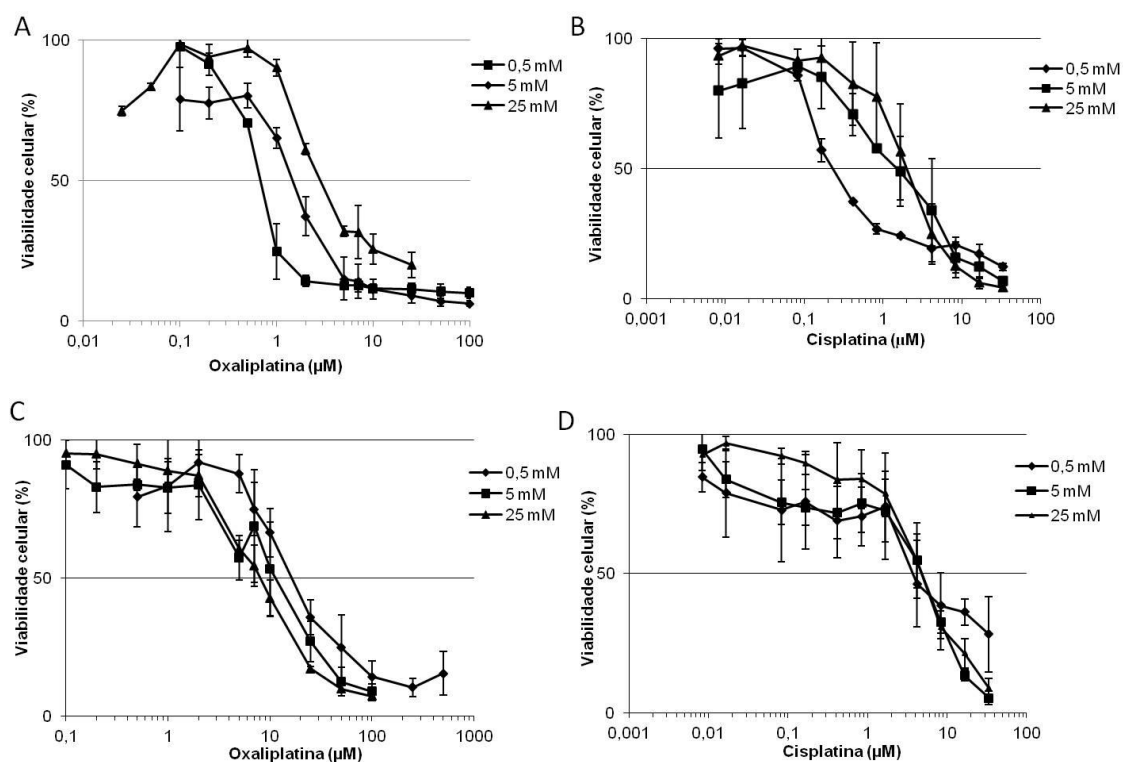 A
100
50
0
Viabilidade celular (%)
0,01
0,1
1
10
100
Oxaliplatina (µM)
0,5 mM
5 mM
25 mM
B
100
50
0
Viabilidade celular (%)
0,001
0,01
0,1
1
10
100
Cisplatina (µM)
0,5 mM
5 mM
25 mM
C
100
50
0
Viabilidade celular (%)
0,1
1
10
100
1000
Oxaliplatina (µM)
0,5 mM
5 mM
25 mM
D
100
50
0
Viabilidade celular (%)
0,001
0,01
0,1
1
10
100
Cisplatina (µM)
0,5 mM
5 mM
25 mM